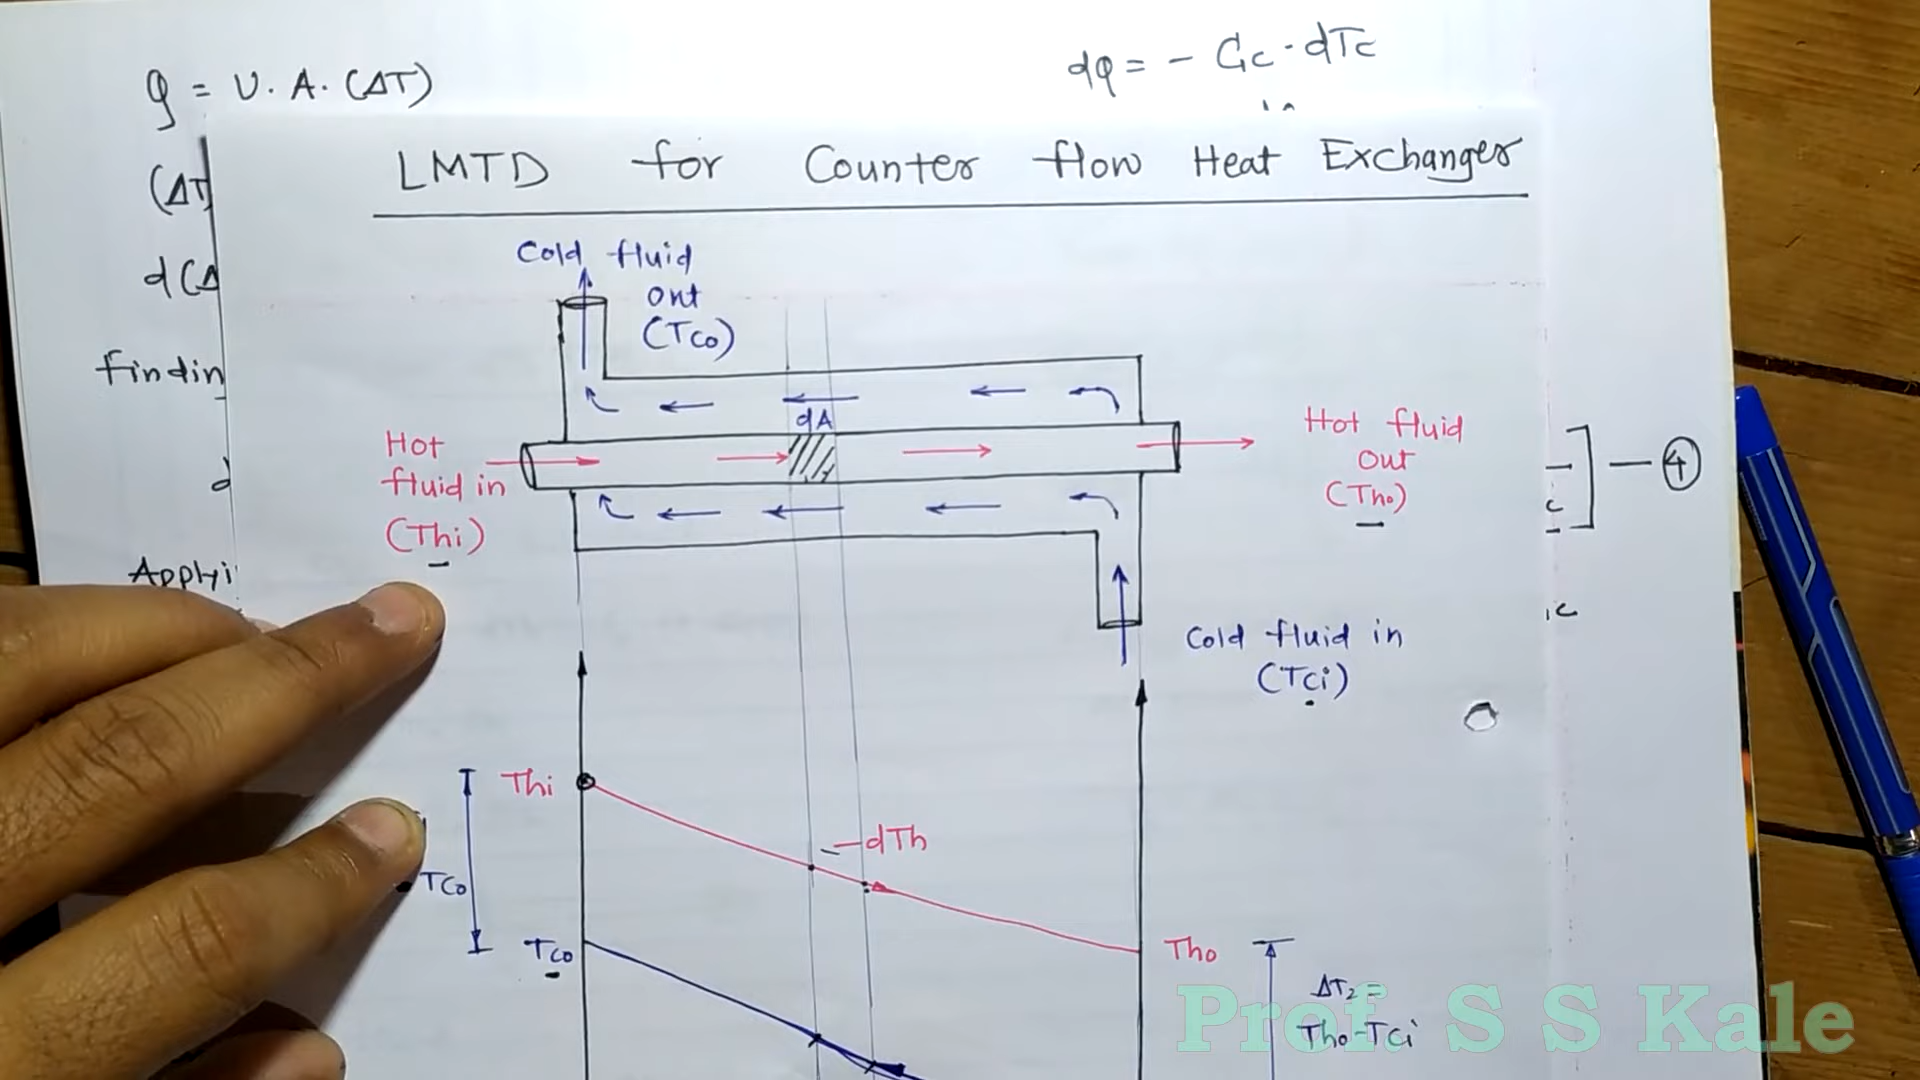 Q = U. A. (ΔT)
dQ = - Cc · dTc
(ΔT)
LMTD for Counter flow Heat Exchanger
Cold fluid
out
(Tco)
dA
Hot
fluid in
(Thi)
Hot fluid
Out
(Tho)
④
Cold fluid in
(Tci)
Thi
-dTh
Tco
Tco
Tho
ΔT₂ =
Tho-Tci
Prof. S S Kale